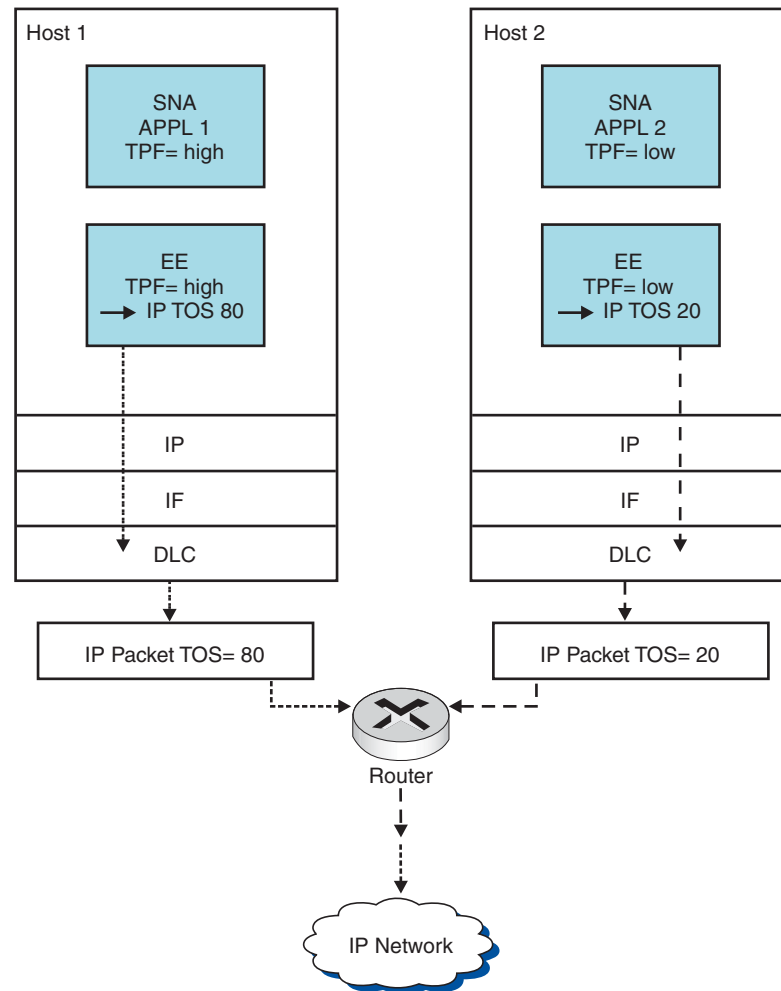 Host 1
SNA
APPL 1
TPF= high
EE
TPF= high
IP TOS 80
IP
IF
DLC
IP Packet TOS= 80
Host 2
SNA
APPL 2
TPF= low
EE
TPF= low
IP TOS 20
IP
IF
DLC
IP Packet TOS= 20
Router
IP Network